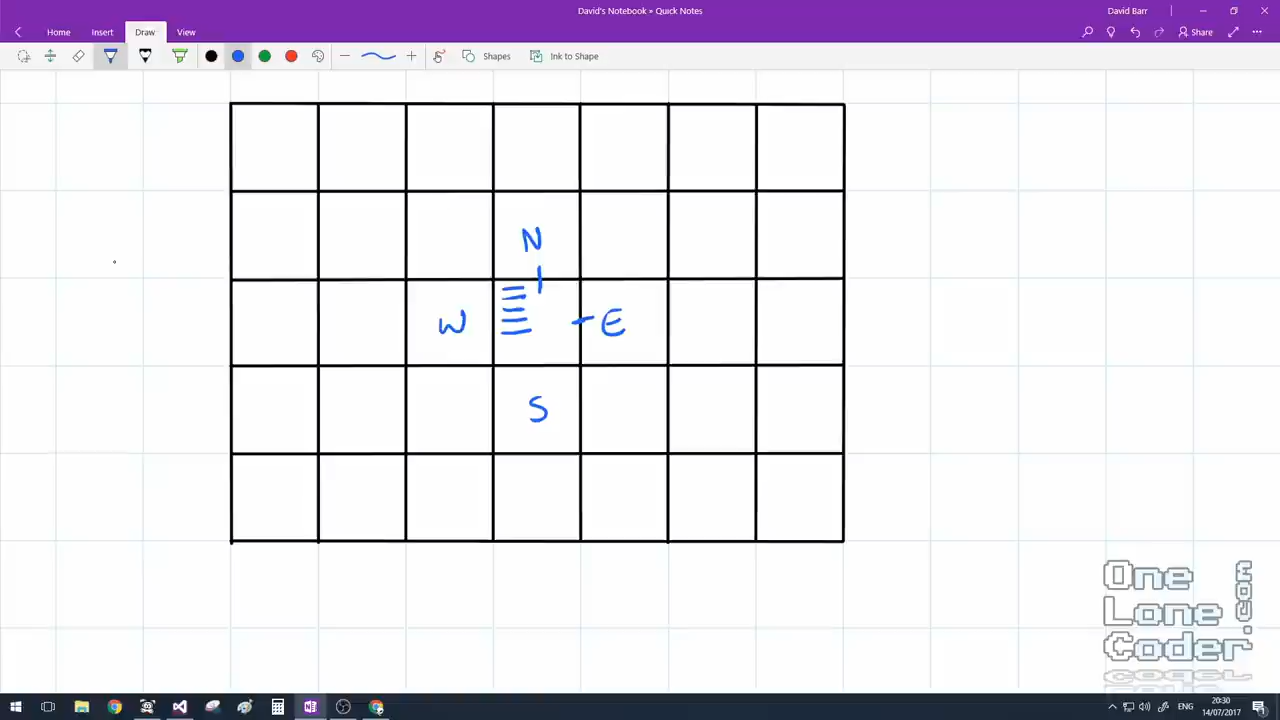 David's Notebook » Quick Notes
David Barr
Home
Insert
Draw
View
Share
Shapes
Ink to Shape
N
W
E
S
One
Lone
Coder
.com
ENG
20:30
14/07/2017